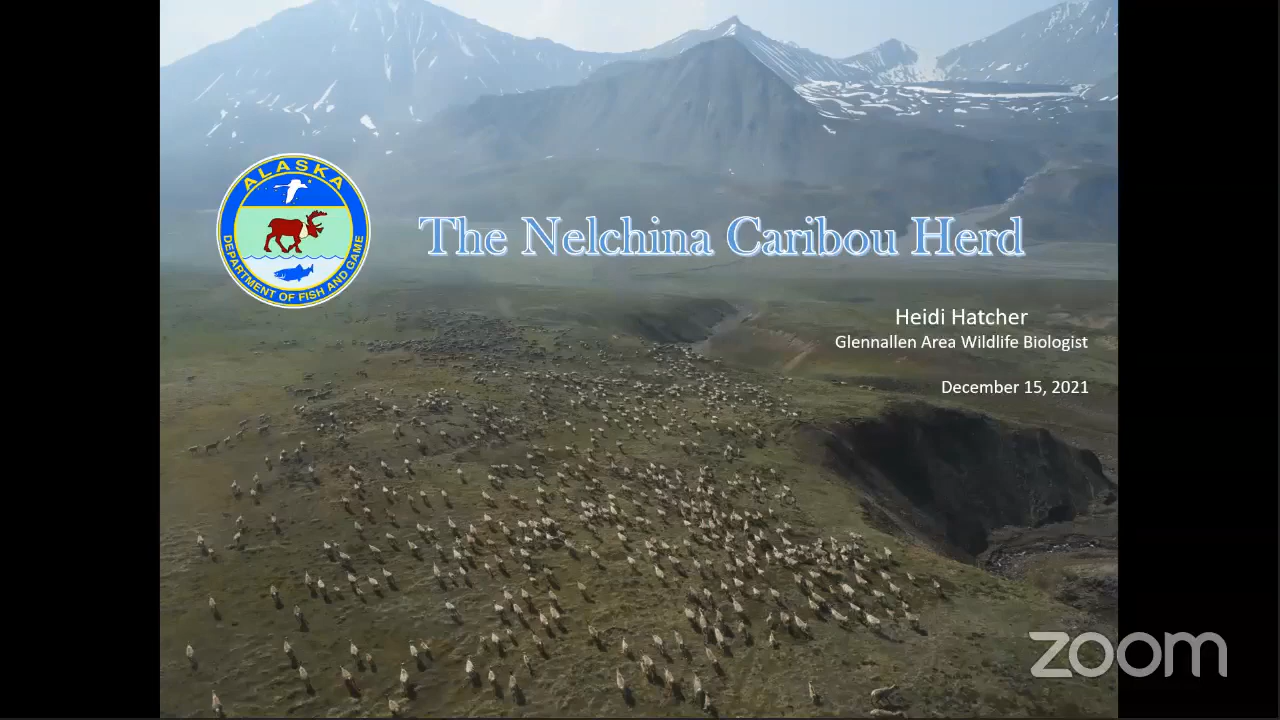 ALASKA
DEPARTMENT OF FISH AND GAME
The Nelchina Caribou Herd
Heidi Hatcher
Glennallen Area Wildlife Biologist
December 15, 2021
zoom